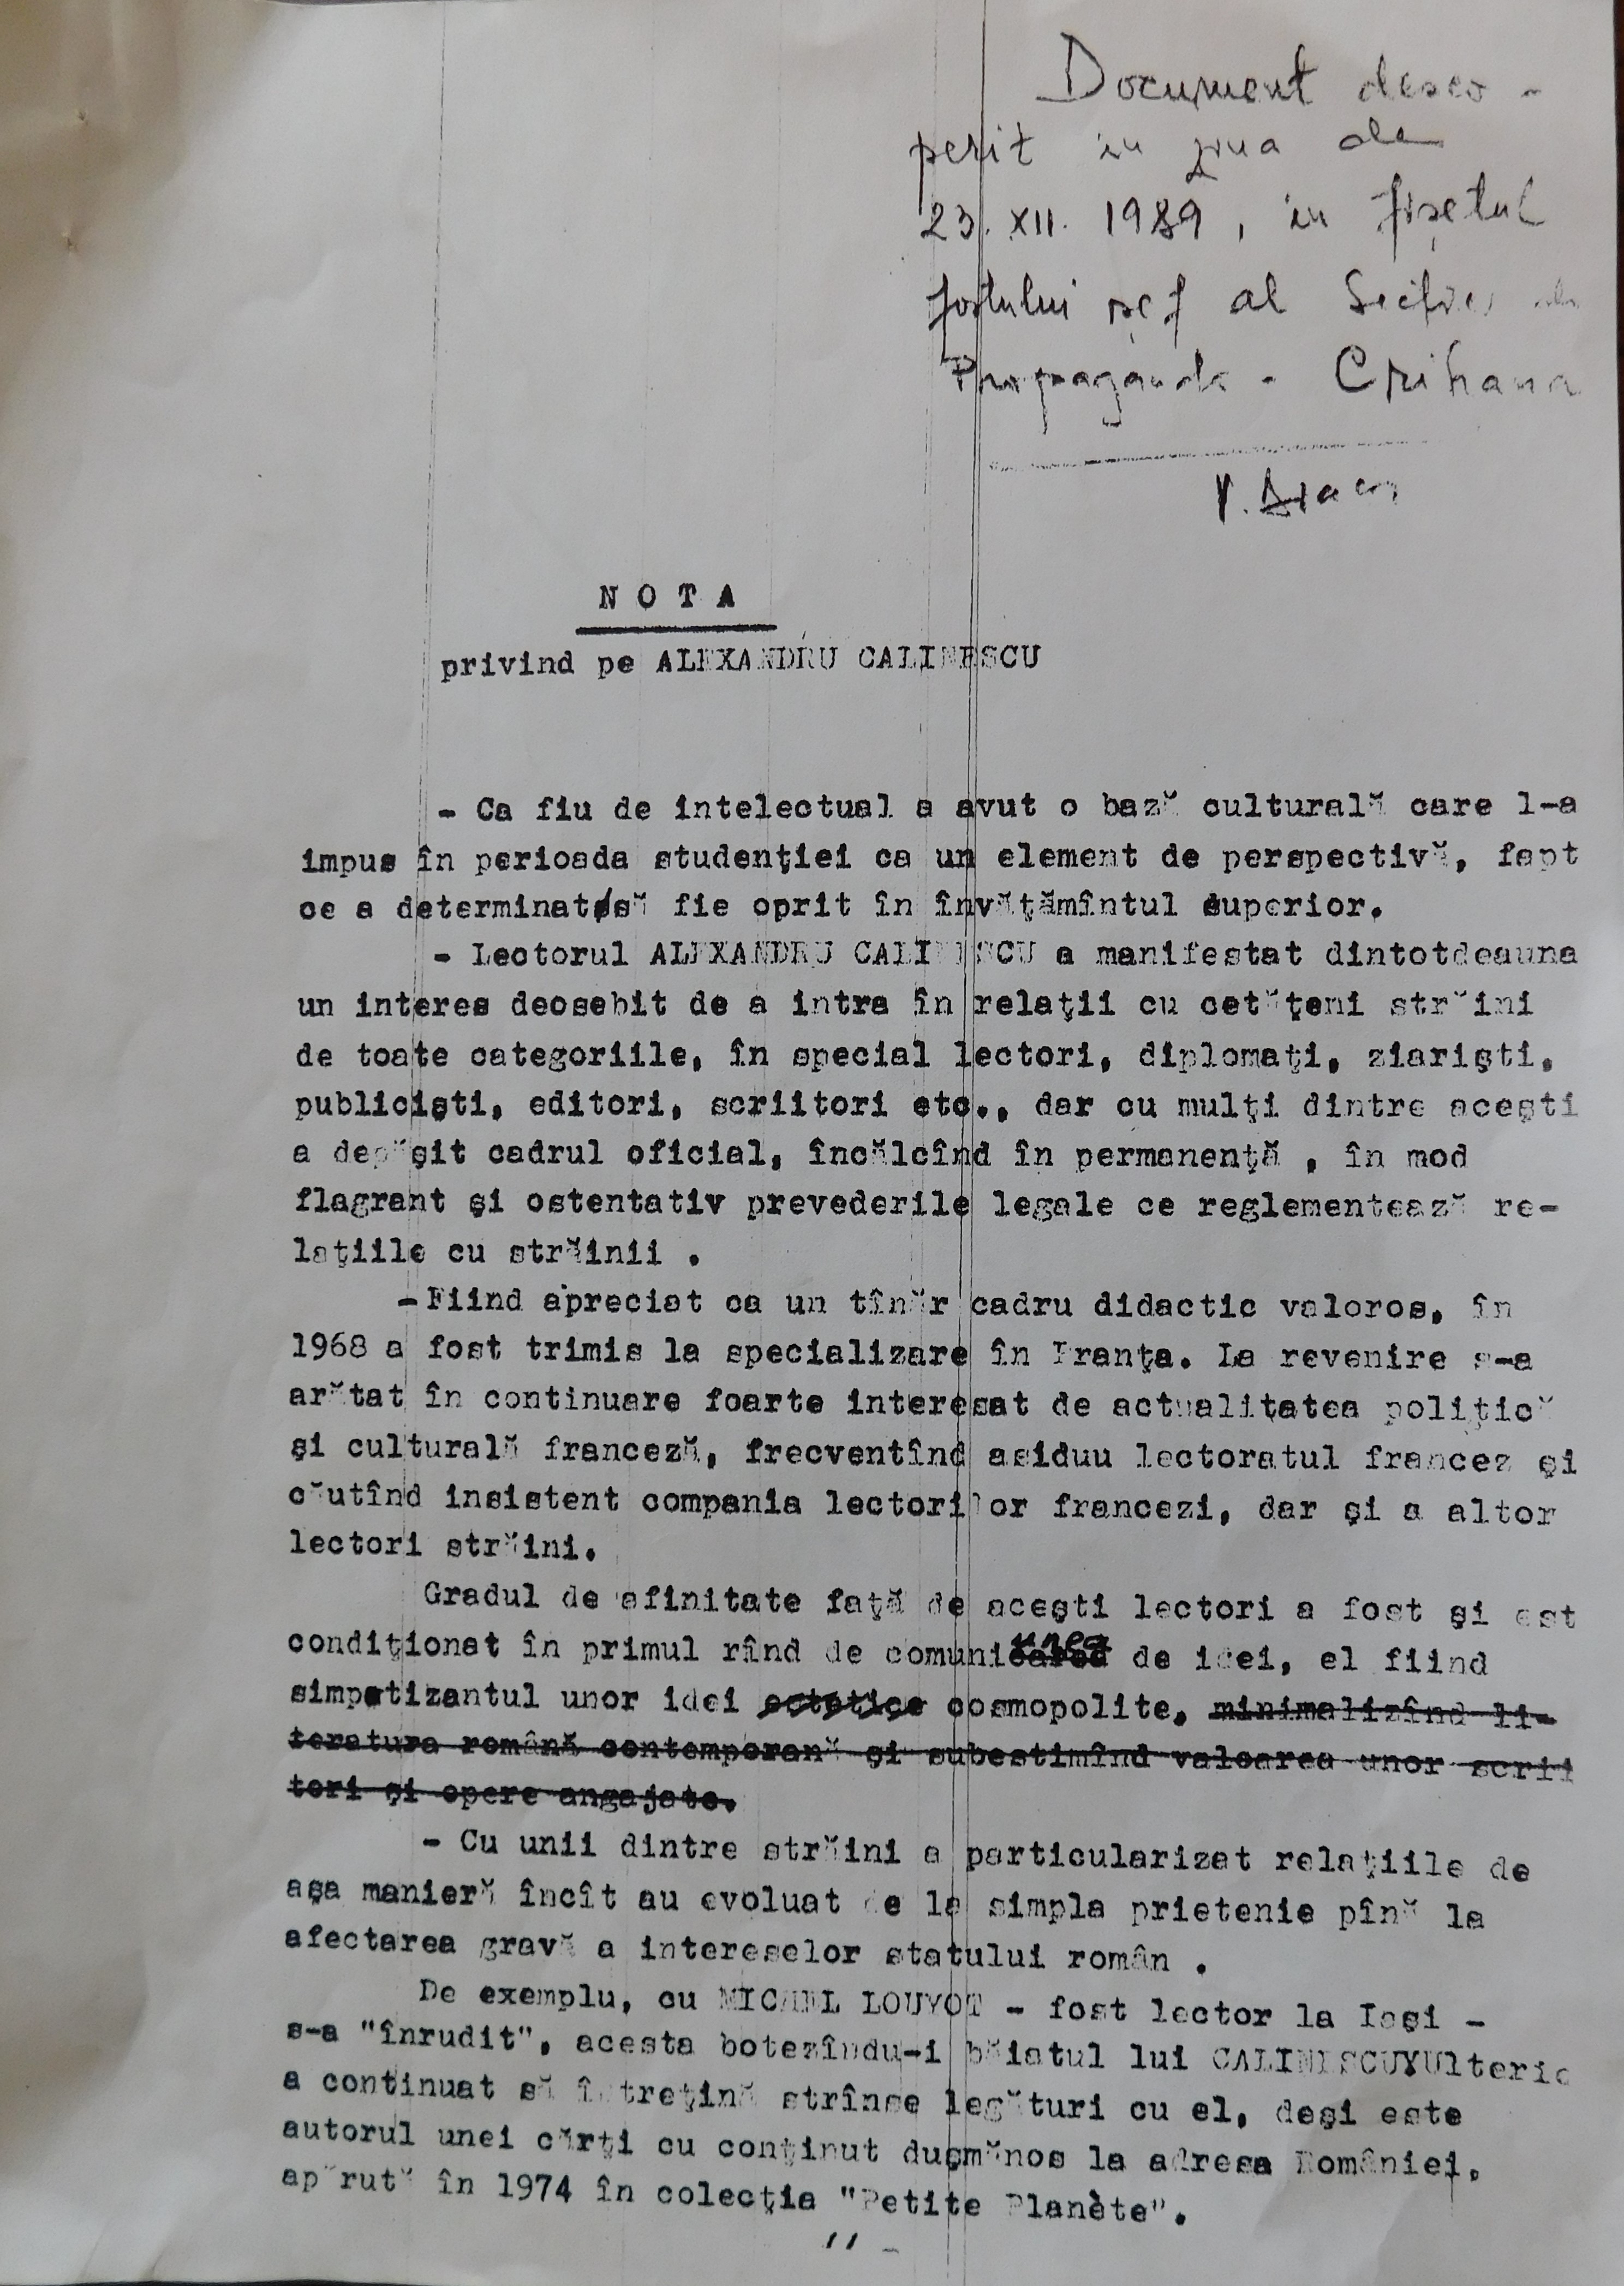 Document desco-
perit in ziua de
23. XII. 1989, in fișetul
fostului șef al Secției de
Propaganda - Crihana
N O T A
privind pe ALEXANDRU CALINESCU
- Ca fiu de intelectual a avut o bază culturală care l-a
impus în perioada studenţiei ca un element de perspectivă, fapt
ce a determinat să fie oprit în învăţămîntul superior.
- Lectorul ALEXANDRU CALINESCU a manifestat dintotdeauna
un interes deosebit de a intra în relaţii cu cetăţeni străini
de toate categoriile, în special lectori, diplomaţi, ziarişti,
publicişti, editori, scriitori etc., dar cu mulţi dintre aceşti
a depăşit cadrul oficial, încălcînd în permanenţă , în mod
flagrant şi ostentativ prevederile legale ce reglementează re-
laţiile cu străinii .
- Fiind apreciat ca un tînăr cadru didactic valoros, în
1968 a fost trimis la specializare în Franţa. La revenire s-a
arătat în continuare foarte interesat de actualitatea poliţică
şi culturală franceză, frecventînd asiduu lectoratul francez şi
căutînd insistent compania lectorilor francezi, dar şi a altor
lectori străini.
Gradul de afinitate faţă de aceşti lectori a fost şi est
condiţionat în primul rînd de comuniunea de idei, el fiind
simpatizantul unor idei estetice cosmopolite, minimalizînd li-
teratura română contemporană şi subestimînd valoarea unor scrii
tori şi opere angajate.
- Cu unii dintre străini a particularizat relaţiile de
aşa manieră încît au evoluat de la simpla prietenie pînă la
afectarea gravă a intereselor statului român .
De exemplu, cu MICAEL LOUYOT - fost lector la Iaşi -
s-a "înrudit", acesta botezîndu-i băiatul lui CALINESCU. Ulterio
a continuat să întreţină strînse legături cu el, deşi este
autorul unei cărţi cu conţinut duşmănos la adresa României,
apărută în 1974 în colecţia "Petite Planète".